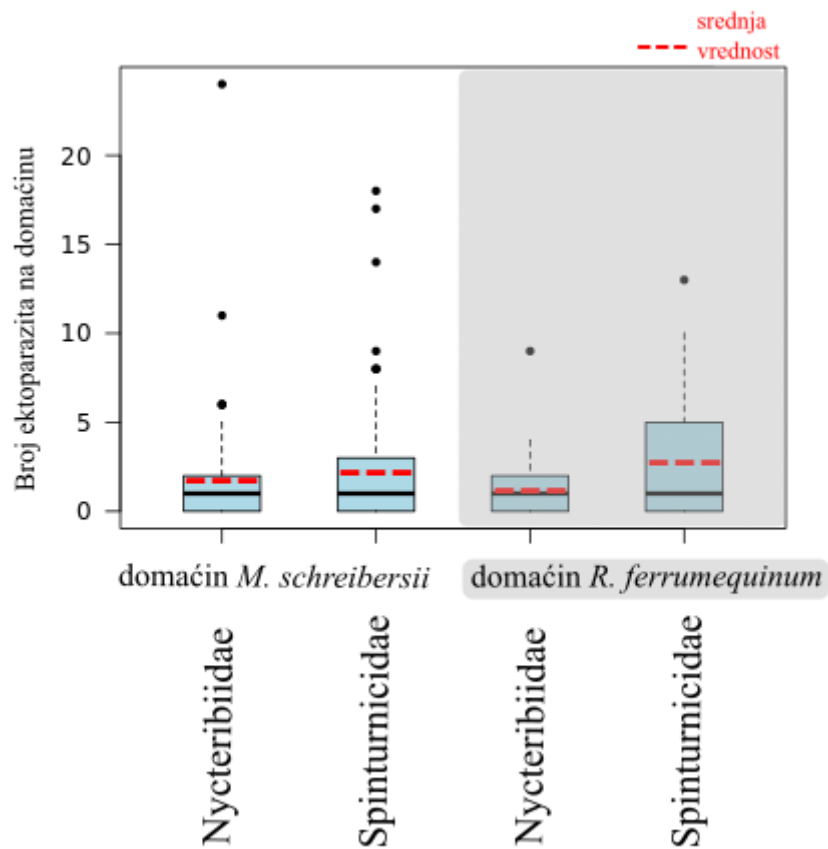 srednja
vrednost
Broj ektoparazita na domaćinu
20
15
10
5
0
domaćin M. schreibersii
domaćin R. ferrumequinum
Nycteribiidae
Spinturnicidae
Nycteribiidae
Spinturnicidae